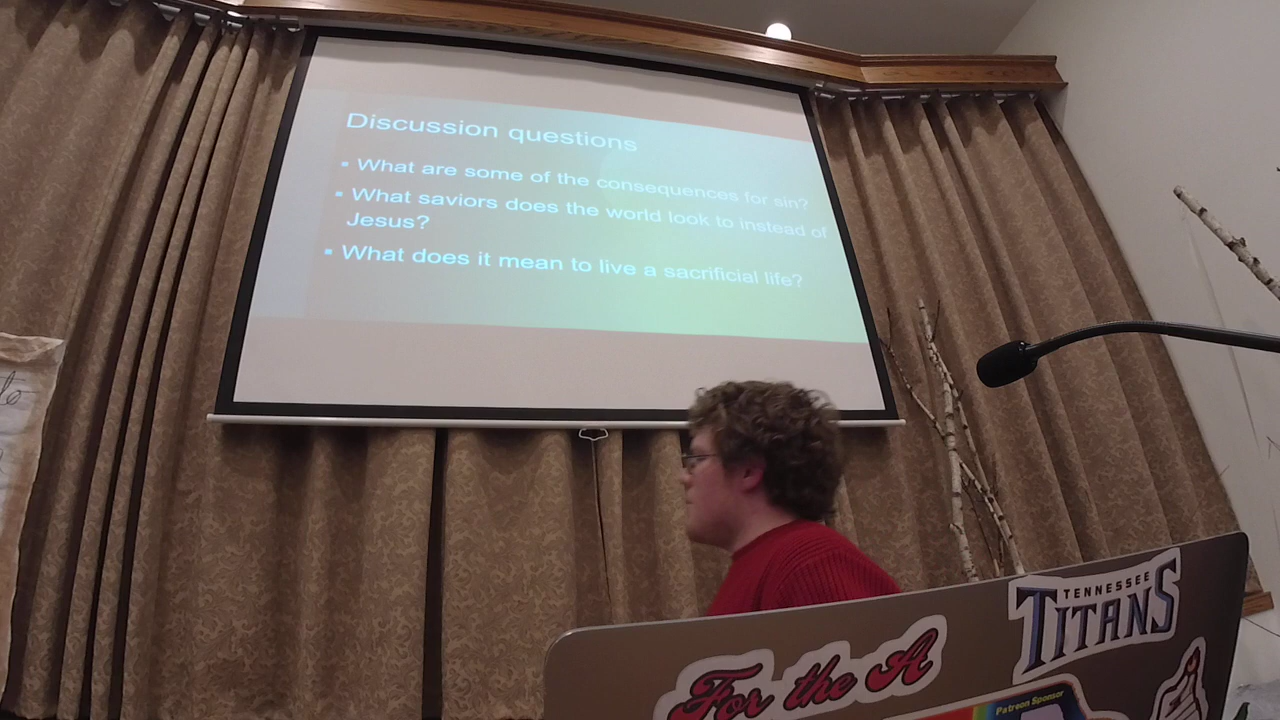 Discussion questions
▪ What are some of the consequences for sin?
▪ What saviors does the world look to instead of
Jesus?
▪ What does it mean to live a sacrificial life?
TENNESSEE
TITANS
For the A
Patreon Sponsor